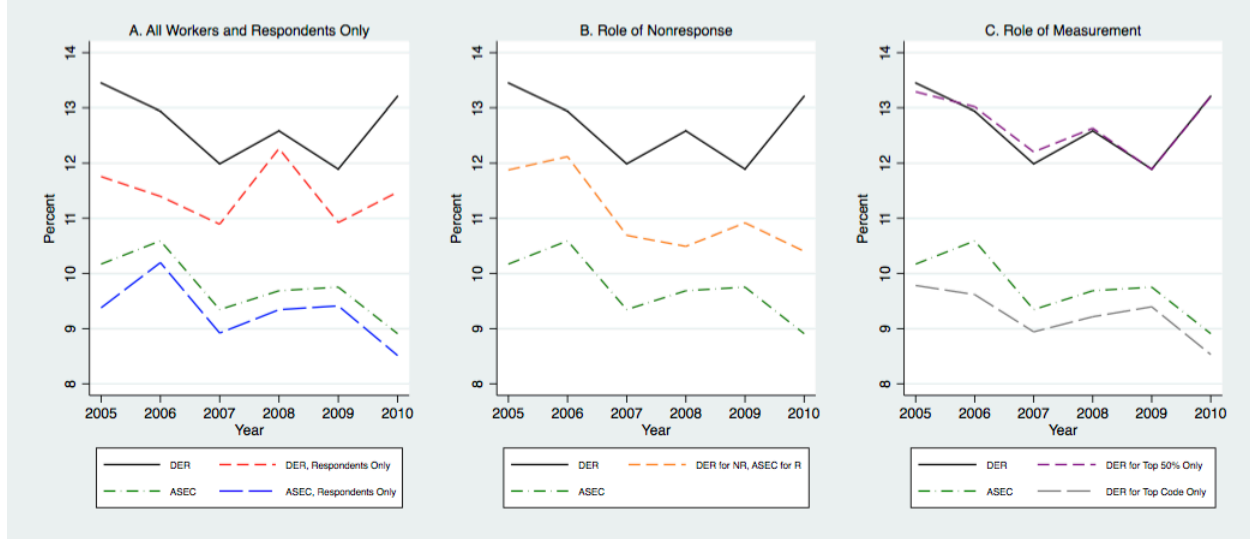 A. All Workers and Respondents Only
14
13
12
11
10
9
8
Percent
2005 2006 2007 2008 2009 2010
Year
DER
DER, Respondents Only
ASEC
ASEC, Respondents Only
B. Role of Nonresponse
14
13
12
11
10
9
8
Percent
2005 2006 2007 2008 2009 2010
Year
DER
DER for NR, ASEC for R
ASEC
C. Role of Measurement
14
13
12
11
10
9
8
Percent
2005 2006 2007 2008 2009 2010
Year
DER
DER for Top 50% Only
ASEC
DER for Top Code Only